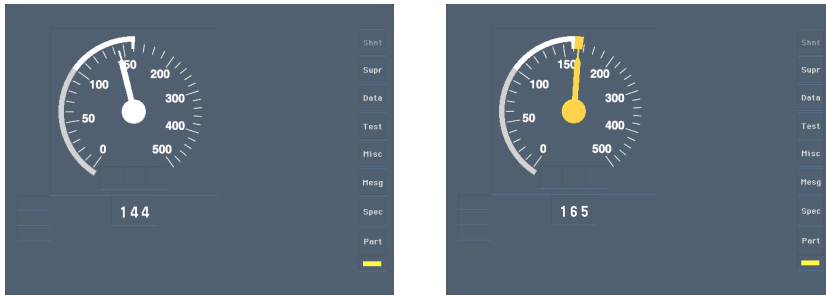 Shnt
Supr
Data
Test
Misc
Mesg
Spec
Part
0
50
100
150
200
300
400
500
144
Shnt
Supr
Data
Test
Misc
Mesg
Spec
Part
0
50
100
150
200
300
400
500
165